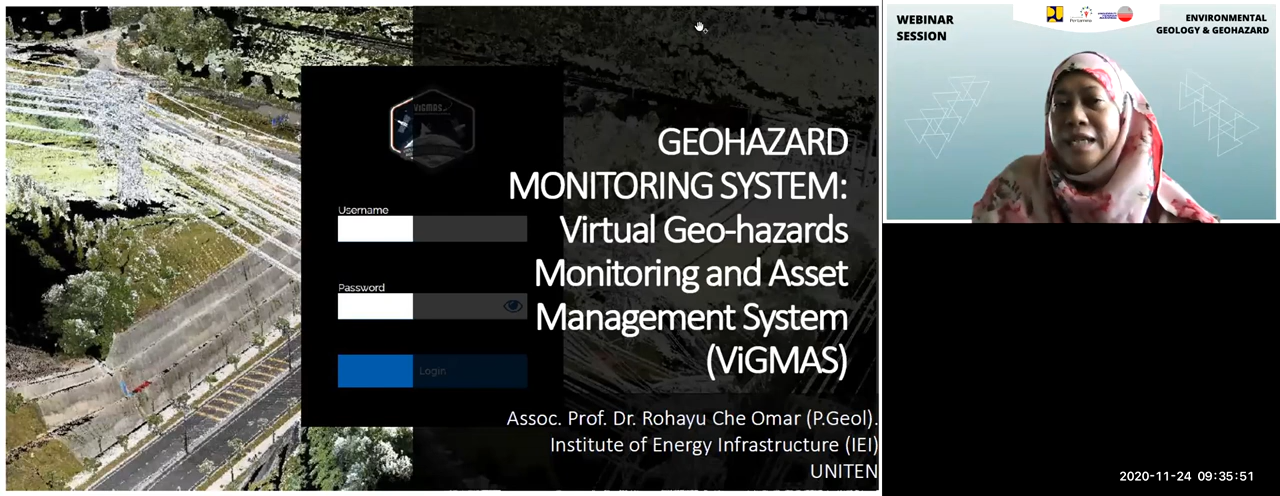 ViGMAS
Username
Password
Login
GEOHAZARD
MONITORING SYSTEM:
Virtual Geo-hazards
Monitoring and Asset
Management System
(ViGMAS)
Assoc. Prof. Dr. Rohayu Che Omar (P.Geol).
Institute of Energy Infrastructure (IEI)
UNITEN
WEBINAR
SESSION
Pertamina
ENVIRONMENTAL
GEOLOGY & GEOHAZARD
2020-11-24 09:35:51